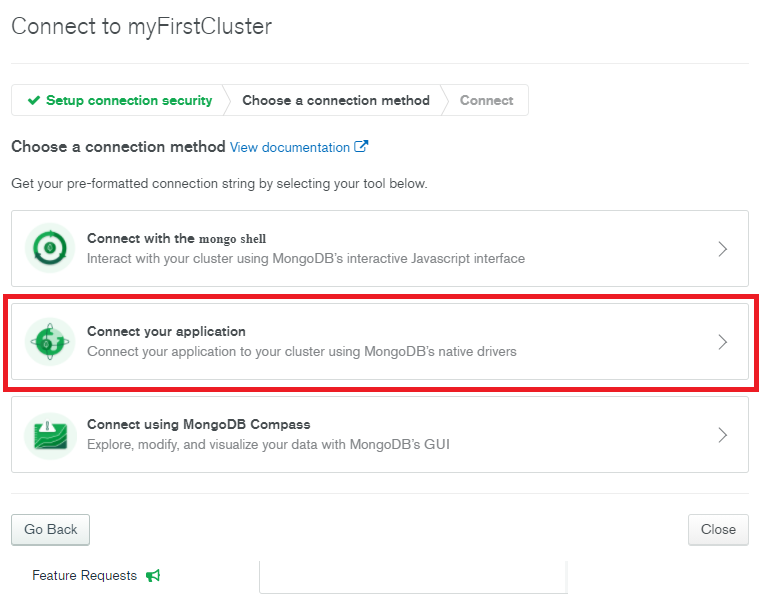 Connect to myFirstCluster
Setup connection security Choose a connection method Connect
Choose a connection method View documentation
Get your pre-formatted connection string by selecting your tool below.
Connect with the mongo shell
Interact with your cluster using MongoDB's interactive Javascript interface
Connect your application
Connect your application to your cluster using MongoDB's native drivers
Connect using MongoDB Compass
Explore, modify, and visualize your data with MongoDB's GUI
Go Back Close
Feature Requests